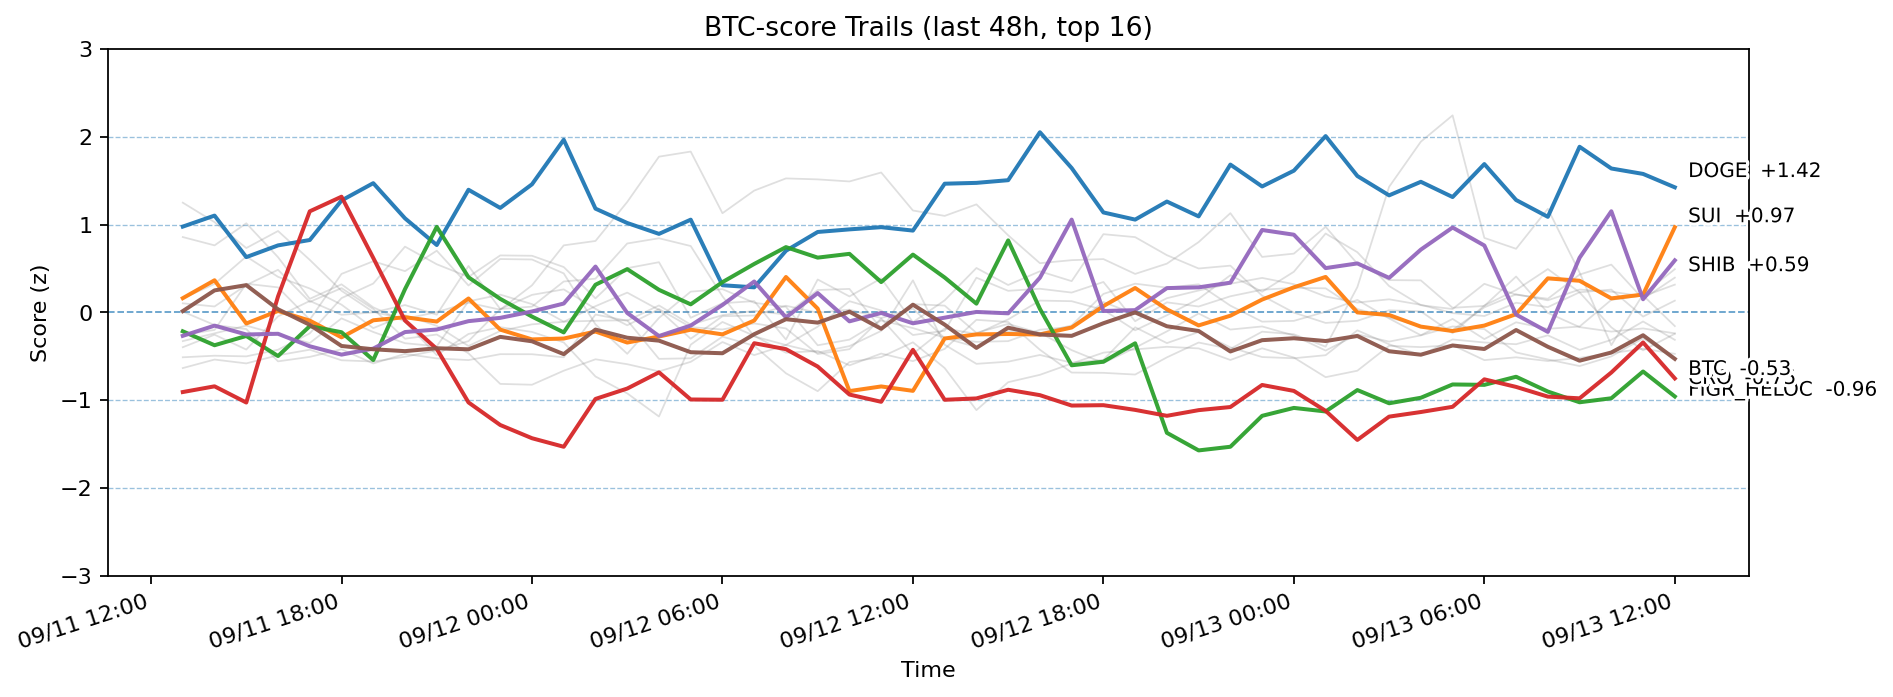 BTC-score Trails (last 48h, top 16)
Score (z)
3
2
1
0
−1
−2
−3
DOGE +1.42
SUI +0.97
SHIB +0.59
BTC -0.53
FIGR_HELOC -0.96
09/11 12:00
09/11 18:00
09/12 00:00
09/12 06:00
09/12 12:00
09/12 18:00
09/13 00:00
09/13 06:00
09/13 12:00
Time